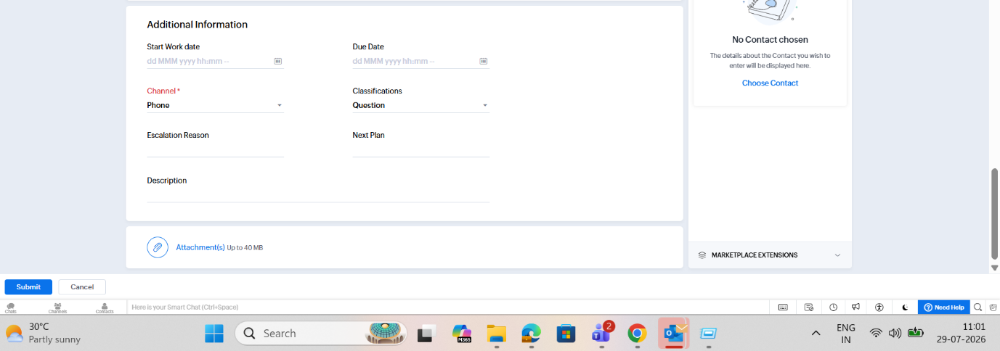 Additional Information
Start Work date
dd MMM yyyy hh:mm --
Due Date
dd MMM yyyy hh:mm --
Channel *
Phone
Classifications
Question
Escalation Reason
Next Plan
Description
Attachment(s) Up to 40 MB
No Contact chosen
The details about the Contact you wish to
enter will be displayed here.
Choose Contact
MARKETPLACE EXTENSIONS
Submit
Cancel
Chats
Channels
Contacts
Here is your Smart Chat (Ctrl+Space)
Need Help
30°C
Partly sunny
Search
M365
2
ENG
IN
11:01
29-07-2026